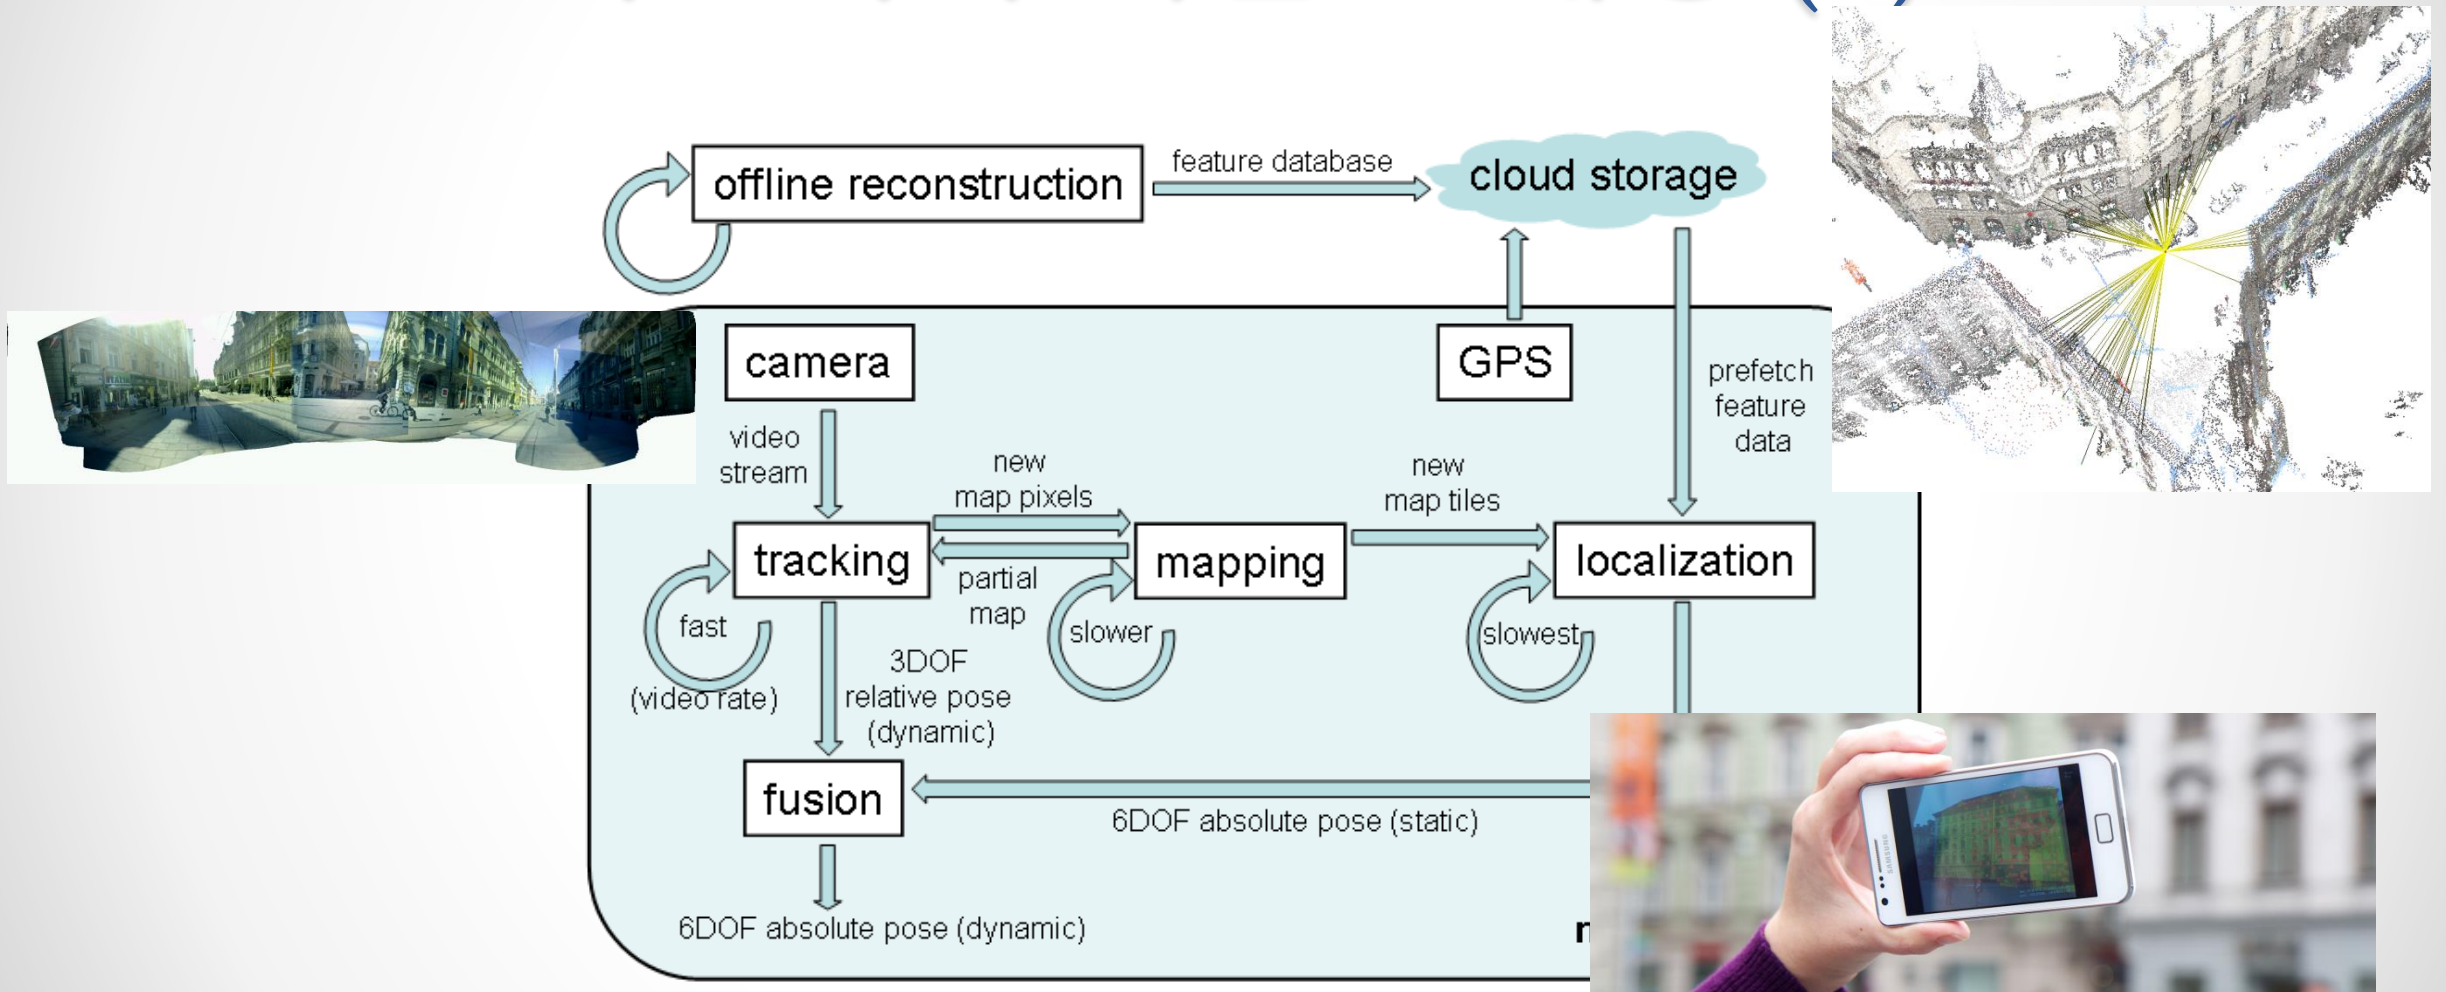 offline reconstruction
feature database
cloud storage
camera
GPS
prefetch
feature
data
video
stream
new
map pixels
new
map tiles
tracking
mapping
localization
partial
map
fast
(video rate)
slower
slowest
3DOF
relative pose
(dynamic)
fusion
6DOF absolute pose (static)
6DOF absolute pose (dynamic)
SAMSUNG